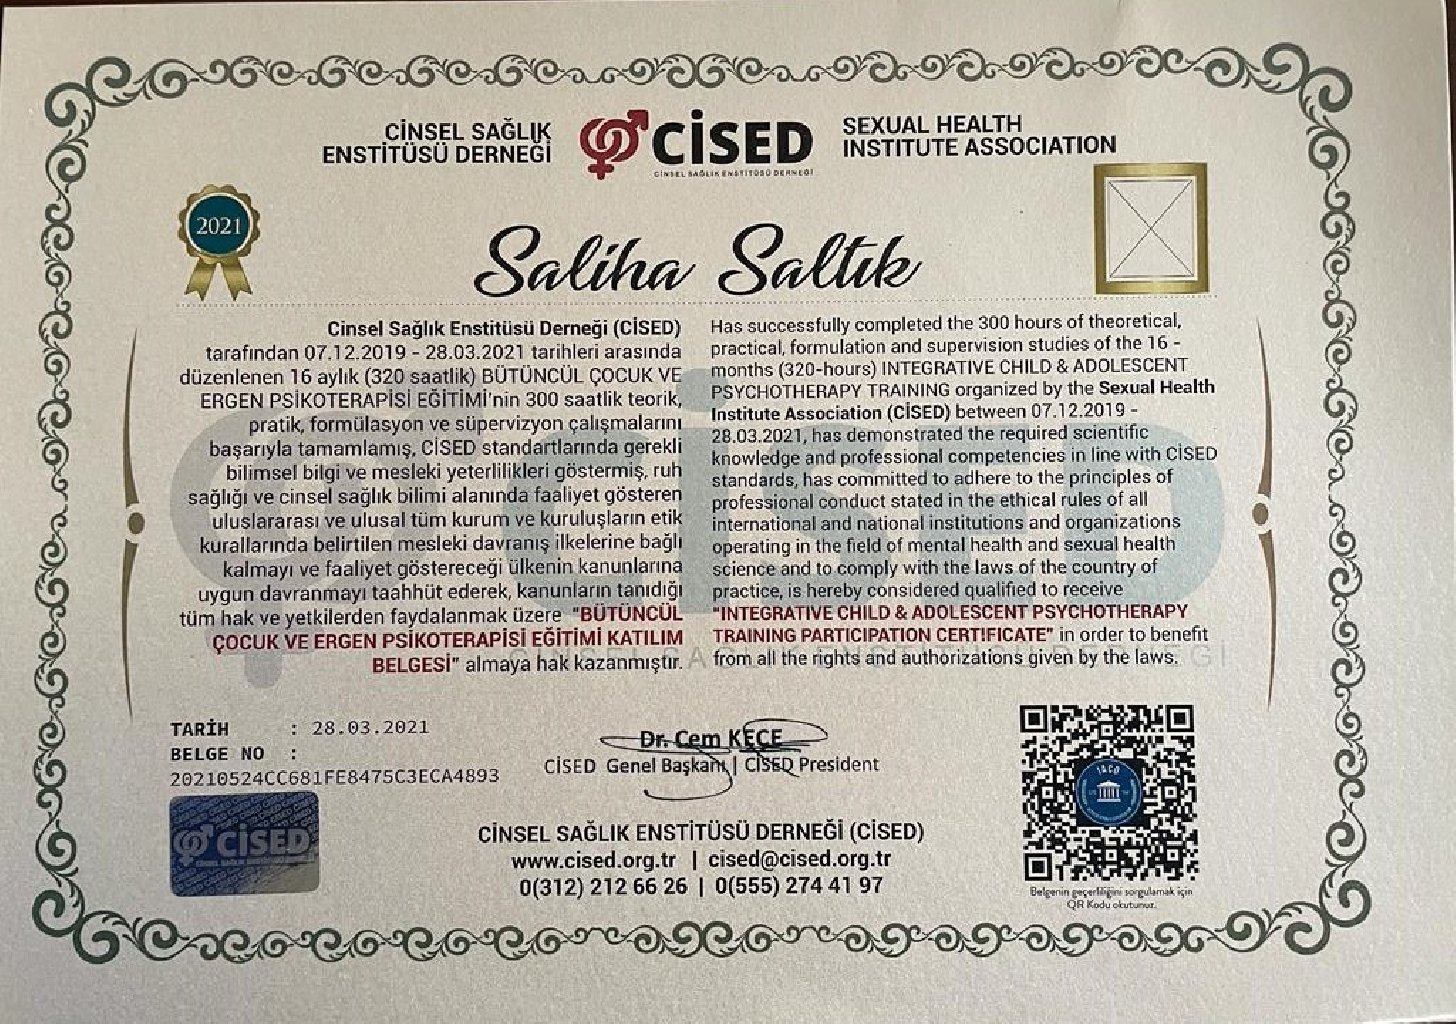 CİNSEL SAĞLIK
ENSTİTÜSÜ DERNEĞİ
CİSED
CİNSEL SAĞLIK ENSTİTÜSÜ DERNEĞİ
SEXUAL HEALTH
INSTITUTE ASSOCIATION
2021
Saliha Saltık
Cinsel Sağlık Enstitüsü Derneği (CİSED)
tarafından 07.12.2019 - 28.03.2021 tarihleri arasında
düzenlenen 16 aylık (320 saatlik) BÜTÜNCÜL ÇOCUK VE
ERGEN PSİKOTERAPİSİ EĞİTİMİ'nin 300 saatlik teorik,
pratik, formülasyon ve süpervizyon çalışmalarını
başarıyla tamamlamış, CİSED standartlarında gerekli
bilimsel bilgi ve mesleki yeterlilikleri göstermiş, ruh
sağlığı ve cinsel sağlık bilimi alanında faaliyet gösteren
uluslararası ve ulusal tüm kurum ve kuruluşların etik
kurallarında belirtilen mesleki davranış ilkelerine bağlı
kalmayı ve faaliyet göstereceği ülkenin kanunlarına
uygun davranmayı taahhüt ederek, kanunların tanıdığı
tüm hak ve yetkilerden faydalanmak üzere "BÜTÜNCÜL
ÇOCUK VE ERGEN PSİKOTERAPİSİ EĞİTİMİ KATILIM
BELGESİ" almaya hak kazanmıştır.
Has successfully completed the 300 hours of theoretical,
practical, formulation and supervision studies of the 16 -
months (320-hours) INTEGRATIVE CHILD & ADOLESCENT
PSYCHOTHERAPY TRAINING organized by the Sexual Health
Institute Association (CİSED) between 07.12.2019 -
28.03.2021, has demonstrated the required scientific
knowledge and professional competencies in line with CİSED
standards, has committed to adhere to the principles of
professional conduct stated in the ethical rules of all
international and national institutions and organizations
operating in the field of mental health and sexual health
science and to comply with the laws of the country of
practice, is hereby considered qualified to receive
"INTEGRATIVE CHILD & ADOLESCENT PSYCHOTHERAPY
TRAINING PARTICIPATION CERTIFICATE" in order to benefit
from all the rights and authorizations given by the laws.
TARİH : 28.03.2021
BELGE NO :
20210524CC681FE8475C3ECA4893
CİSED
Dr. Cem KEÇE
CİSED Genel Başkanı | CİSED President
CİNSEL SAĞLIK ENSTİTÜSÜ DERNEĞİ (CİSED)
www.cised.org.tr | cised@cised.org.tr
0(312) 212 66 26 | 0(555) 274 41 97
Belgenin geçerliliğini sorgulamak için
QR Kodu okutunuz.